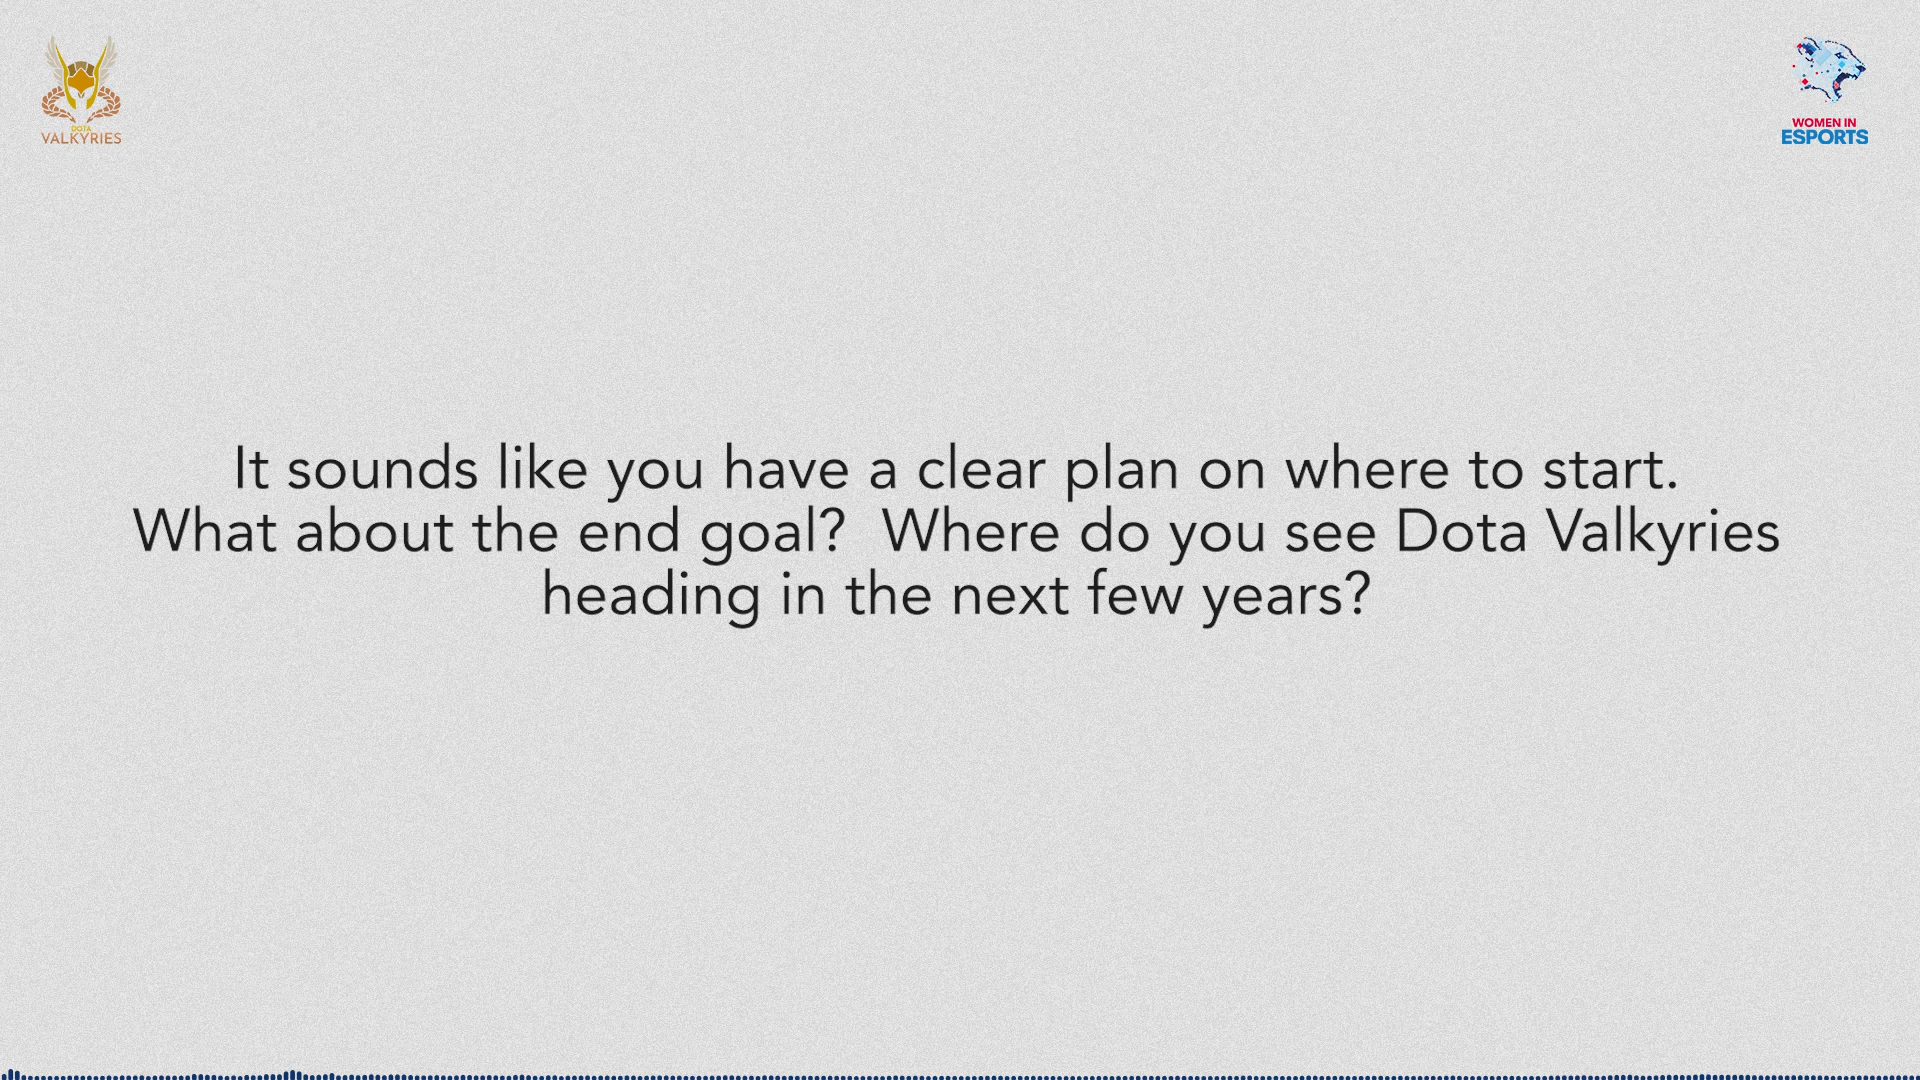 DOTA
VALKYRIES
WOMEN IN
ESPORTS
It sounds like you have a clear plan on where to start.
What about the end goal?  Where do you see Dota Valkyries
heading in the next few years?